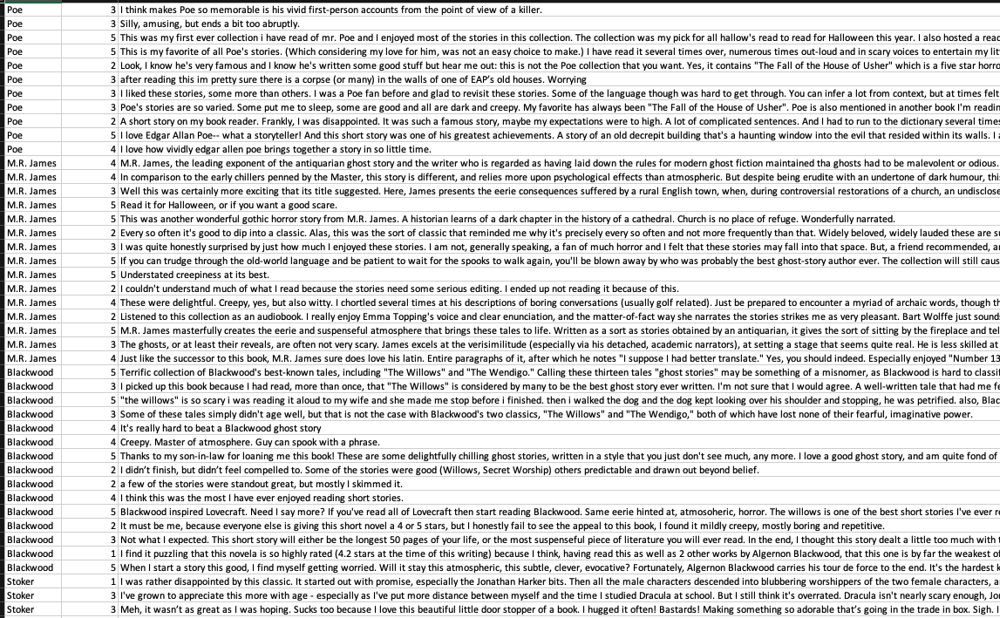 Poe 3 I think makes Poe so memorable is his vivid first-person accounts from the point of view of a killer.
Poe 3 Silly, amusing, but ends a bit too abruptly.
Poe 5 This was my first ever collection i have read of mr. Poe and I enjoyed most of the stories in this collection. The collection was my pick for all hallow's read to read for Halloween this year. I also hosted a rea
Poe 5 This is my favorite of all Poe's stories. (Which considering my love for him, was not an easy choice to make.) I have read it several times over, numerous times out-loud and in scary voices to entertain my lit
Poe 2 Look, I know he's very famous and I know he's written some good stuff but hear me out: this is not the Poe collection that you want. Yes, it contains "The Fall of the House of Usher" which is a five star horro
Poe 3 after reading this im pretty sure there is a corpse (or many) in the walls of one of EAP's old houses. Worrying
Poe 3 I liked these stories, some more than others. I was a Poe fan before and glad to revisit these stories. Some of the language though was hard to get through. You can infer a lot from context, but at times felt
Poe 3 Poe's stories are so varied. Some put me to sleep, some are good and all are dark and creepy. My favorite has always been "The Fall of the House of Usher". Poe is also mentioned in another book I'm readin
Poe 2 A short story on my book reader. Frankly, I was disappointed. It was such a famous story, maybe my expectations were to high. A lot of complicated sentences. And I had to run to the dictionary several times
Poe 5 I love Edgar Allan Poe-- what a storyteller! And this short story was one of his greatest achievements. A story of an old decrepit building that's a haunting window into the evil that resided within its walls. I a
Poe 4 I love how vividly edgar allen poe brings together a story in so little time.
M.R. James 4 M.R. James, the leading exponent of the antiquarian ghost story and the writer who is regarded as having laid down the rules for modern ghost fiction maintained tha ghosts had to be malevolent or odious.
M.R. James 4 In comparison to the early chillers penned by the Master, this story is different, and relies more upon psychological effects than atmospheric. But despite being erudite with an undertone of dark humour, thi
M.R. James 3 Well this was certainly more exciting that its title suggested. Here, James presents the eerie consequences suffered by a rural English town, when, during controversial restorations of a church, an undisclose
M.R. James 5 Read it for Halloween, or if you want a good scare.
M.R. James 5 This was another wonderful gothic horror story from M.R. James. A historian learns of a dark chapter in the history of a cathedral. Church is no place of refuge. Wonderfully narrated.
M.R. James 2 Every so often it's good to dip into a classic. Alas, this was the sort of classic that reminded me why it's precisely every so often and not more frequently than that. Widely beloved, widely lauded these are s
M.R. James 3 I was quite honestly surprised by just how much I enjoyed these stories. I am not, generally speaking, a fan of much horror and I felt that these stories may fall into that space. But, a friend recommended, a
M.R. James 5 If you can trudge through the old-world language and be patient to wait for the spooks to walk again, you'll be blown away by who was probably the best ghost-story author ever. The collection will still caus
M.R. James 5 Understated creepiness at its best.
M.R. James 2 I couldn't understand much of what I read because the stories need some serious editing. I ended up not reading it because of this.
M.R. James 4 These were delightful. Creepy, yes, but also witty. I chortled several times at his descriptions of boring conversations (usually golf related). Just be prepared to encounter a myriad of archaic words, though th
M.R. James 2 Listened to this collection as an audiobook. I really enjoy Emma Topping's voice and clear enunciation, and the matter-of-fact way she narrates the stories strikes me as very pleasant. Bart Wolffe just sound
M.R. James 5 M.R. James masterfully creates the eerie and suspenseful atmosphere that brings these tales to life. Written as a sort as stories obtained by an antiquarian, it gives the sort of sitting by the fireplace and tel
M.R. James 3 The ghosts, or at least their reveals, are often not very scary. James excels at the verisimilitude (especially via his detached, academic narrators), at setting a stage that seems quite real. He is less skilled at
M.R. James 4 Just like the successor to this book, M.R. James sure does love his latin. Entire paragraphs of it, after which he notes "I suppose I had better translate." Yes, you should indeed. Especially enjoyed "Number 13
Blackwood 5 Terrific collection of Blackwood's best-known tales, including "The Willows" and "The Wendigo." Calling these thirteen tales "ghost stories" may be something of a misnomer, as Blackwood is hard to classif
Blackwood 3 I picked up this book because I had read, more than once, that "The Willows" is considered by many to be the best ghost story ever written. I'm not sure that I would agree. A well-written tale that had me fe
Blackwood 5 "the willows" is so scary i was reading it aloud to my wife and she made me stop before i finished. then i walked the dog and the dog kept looking over his shoulder and stopping, he was petrified. also, Blac
Blackwood 3 Some of these tales simply didn't age well, but that is not the case with Blackwood's two classics, "The Willows" and "The Wendigo," both of which have lost none of their fearful, imaginative power.
Blackwood 4 It's really hard to beat a Blackwood ghost story
Blackwood 4 Creepy. Master of atmosphere. Guy can spook with a phrase.
Blackwood 5 Thanks to my son-in-law for loaning me this book! These are some delightfully chilling ghost stories, written in a style that you just don't see much, any more. I love a good ghost story, and am quite fond of
Blackwood 2 I didn't finish, but didn't feel compelled to. Some of the stories were good (Willows, Secret Worship) others predictable and drawn out beyond belief.
Blackwood 2 a few of the stories were standout great, but mostly I skimmed it.
Blackwood 4 I think this was the most I have ever enjoyed reading short stories.
Blackwood 5 Blackwood inspired Lovecraft. Need I say more? If you've read all of Lovecraft then start reading Blackwood. Same eerie hinted at, atmosoheric, horror. The willows is one of the best short stories I've ever r
Blackwood 2 It must be me, because everyone else is giving this short novel a 4 or 5 stars, but I honestly fail to see the appeal to this book, I found it mildly creepy, mostly boring and repetitive.
Blackwood 3 Not what I expected. This short story will either be the longest 50 pages of your life, or the most suspenseful piece of literature you will ever read. In the end, I thought this story dealt a little too much with t
Blackwood 1 I find it puzzling that this novela is so highly rated (4.2 stars at the time of this writing) because I think, having read this as well as 2 other works by Algernon Blackwood, that this one is by far the weakest of
Blackwood 5 When I start a story this good, I find myself getting worried. Will it stay this atmospheric, this subtle, clever, evocative? Fortunately, Algernon Blackwood carries his tour de force to the end. It's the hardest k
Stoker 1 I was rather disappointed by this classic. It started out with promise, especially the Jonathan Harker bits. Then all the male characters descended into blubbering worshippers of the two female characters, a
Stoker 3 I've grown to appreciate this more with age - especially as I've put more distance between myself and the time I studied Dracula at school. But I still think it's overrated. Dracula isn't nearly scary enough, Jo
Stoker 3 Meh, it wasn't as great as I was hoping. Sucks too because I love this beautiful little door stopper of a book. I hugged it often! Bastards! Making something so adorable that's going in the trade in box. Sigh. I